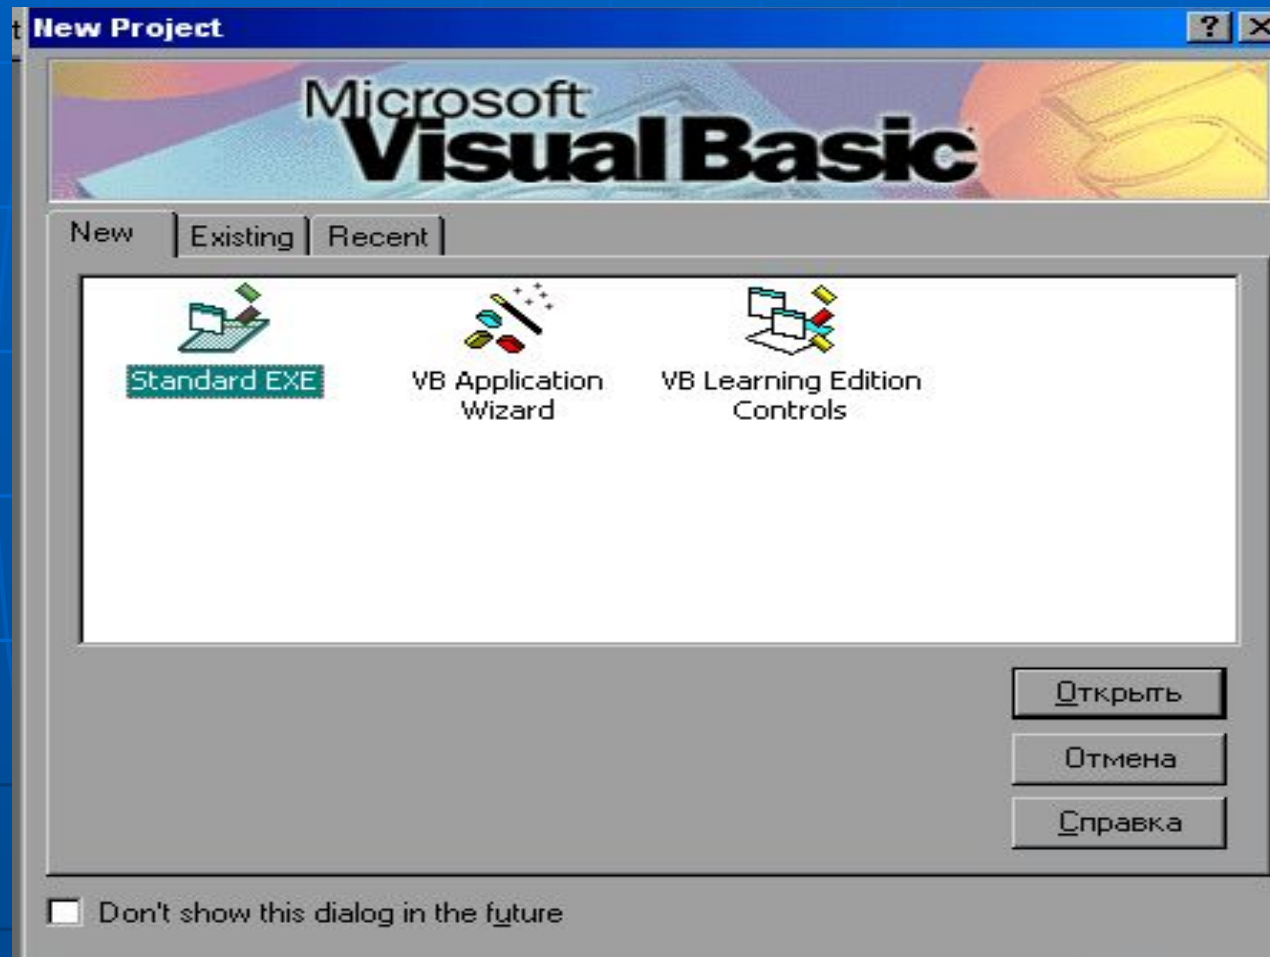 t
New Project
Microsoft
Visual Basic
New Existing Recent
Standard EXE
VB Application
Wizard
VB Learning Edition
Controls
Открыть
Отмена
Справка
Don't show this dialog in the future